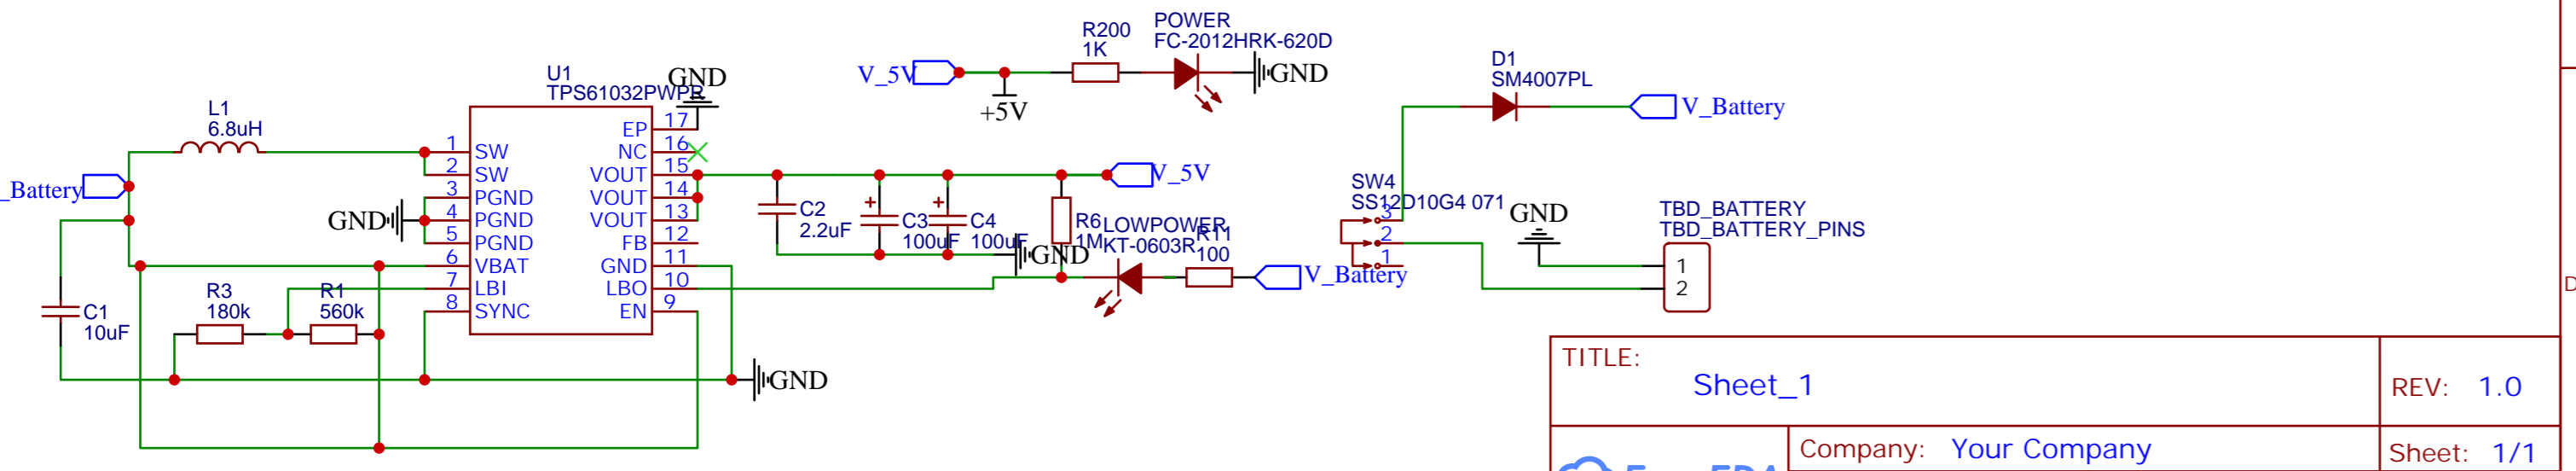 U1
TPS61032PWPR
GND
L1
6.8uH
_Battery
GND
1
2
3
4
5
6
7
8
SW
SW
PGND
PGND
PGND
VBAT
LBI
SYNC
EP
NC
VOUT
VOUT
VOUT
FB
GND
LBO
EN
17
16
15
14
13
12
11
10
9
C1
10uF
R3
180k
R1
560k
GND
V_5V
+5V
R200
1K
POWER
FC-2012HRK-620D
GND
C2
2.2uF
C3
100uF
C4
100uF
GND
V_5V
R6
1M
LOWPOWER
KT-0603R
R11
100
V_Battery
D1
SM4007PL
V_Battery
SW4
SS12D10G4 071
3
2
1
GND
TBD_BATTERY
TBD_BATTERY_PINS
1
2
D
TITLE:
Sheet_1
REV: 1.0
Company: Your Company
Sheet: 1/1